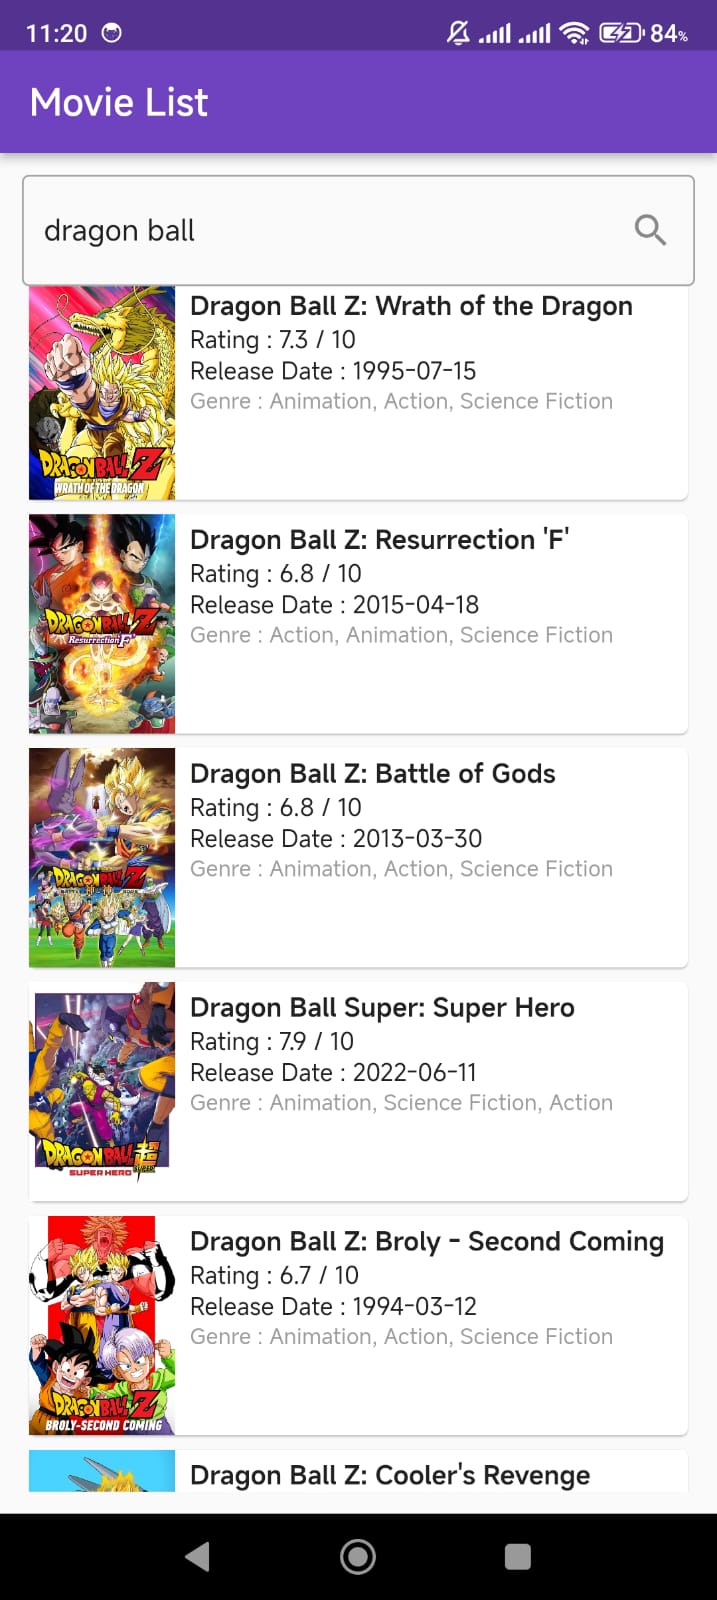 11:20 84%
Movie List
dragon ball
Dragon Ball Z: Wrath of the Dragon
Rating : 7.3 / 10
Release Date : 1995-07-15
Genre : Animation, Action, Science Fiction
DRAGON BALL Z
WRATH OF THE DRAGON
Dragon Ball Z: Resurrection 'F'
Rating : 6.8 / 10
Release Date : 2015-04-18
Genre : Action, Animation, Science Fiction
DRAGON BALL Z
Resurrection 'F'
Dragon Ball Z: Battle of Gods
Rating : 6.8 / 10
Release Date : 2013-03-30
Genre : Animation, Action, Science Fiction
DRAGON BALL Z
Dragon Ball Super: Super Hero
Rating : 7.9 / 10
Release Date : 2022-06-11
Genre : Animation, Science Fiction, Action
DRAGON BALL 超
SUPER HERO
Dragon Ball Z: Broly - Second Coming
Rating : 6.7 / 10
Release Date : 1994-03-12
Genre : Animation, Action, Science Fiction
DRAGON BALL Z
BROLY-SECOND COMING
Dragon Ball Z: Cooler's Revenge